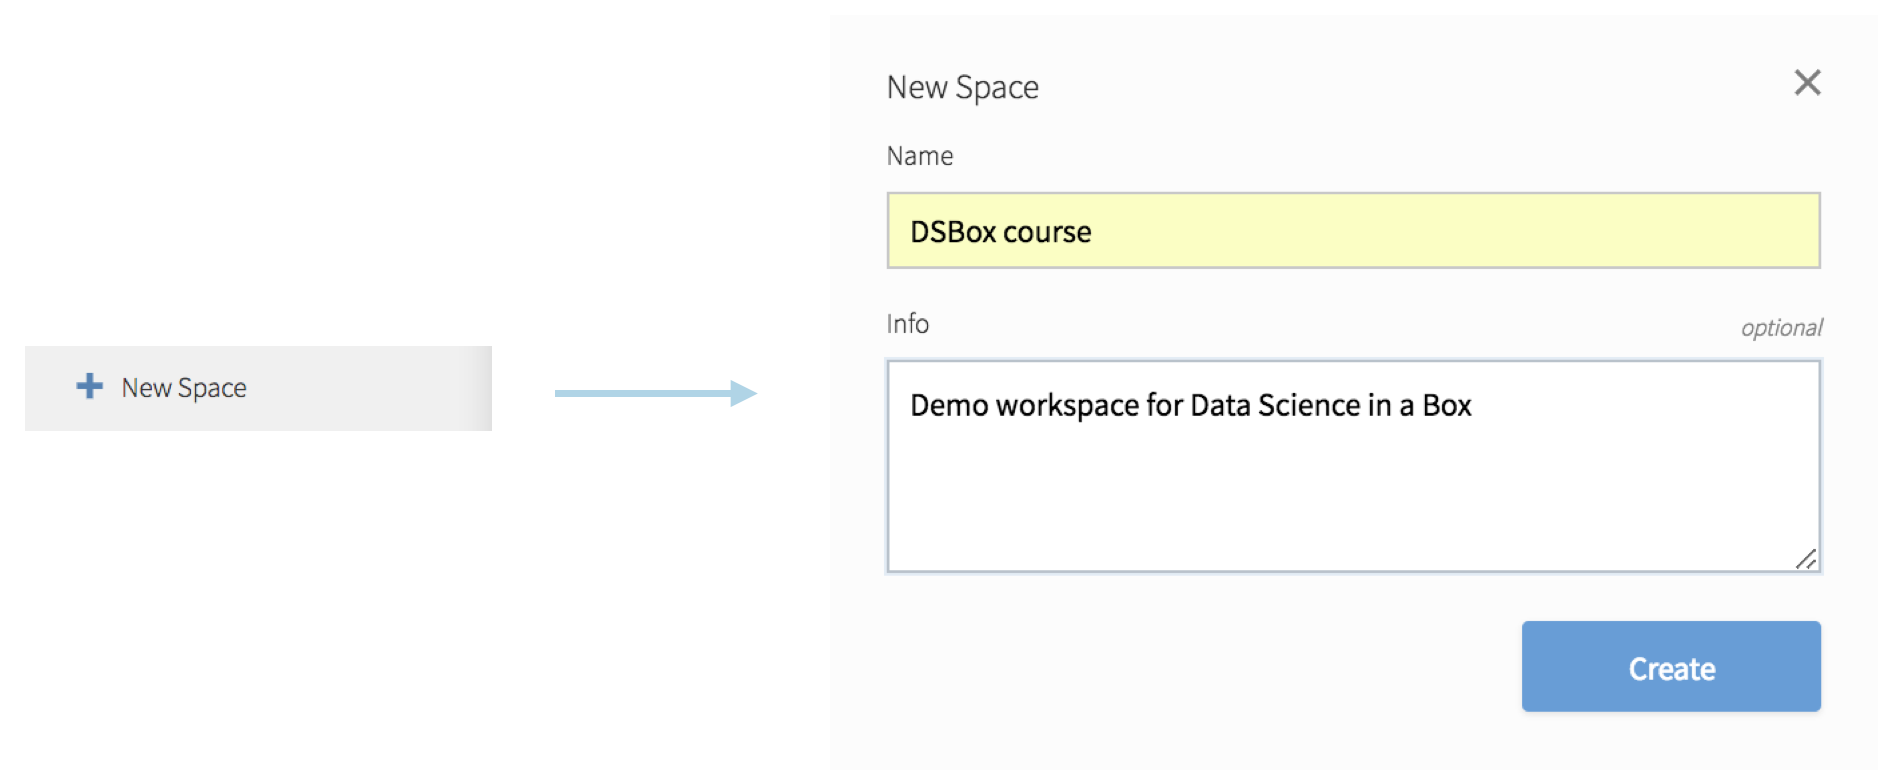 New Space
New Space
Name
DSBox course
Info
optional
Demo workspace for Data Science in a Box
Create